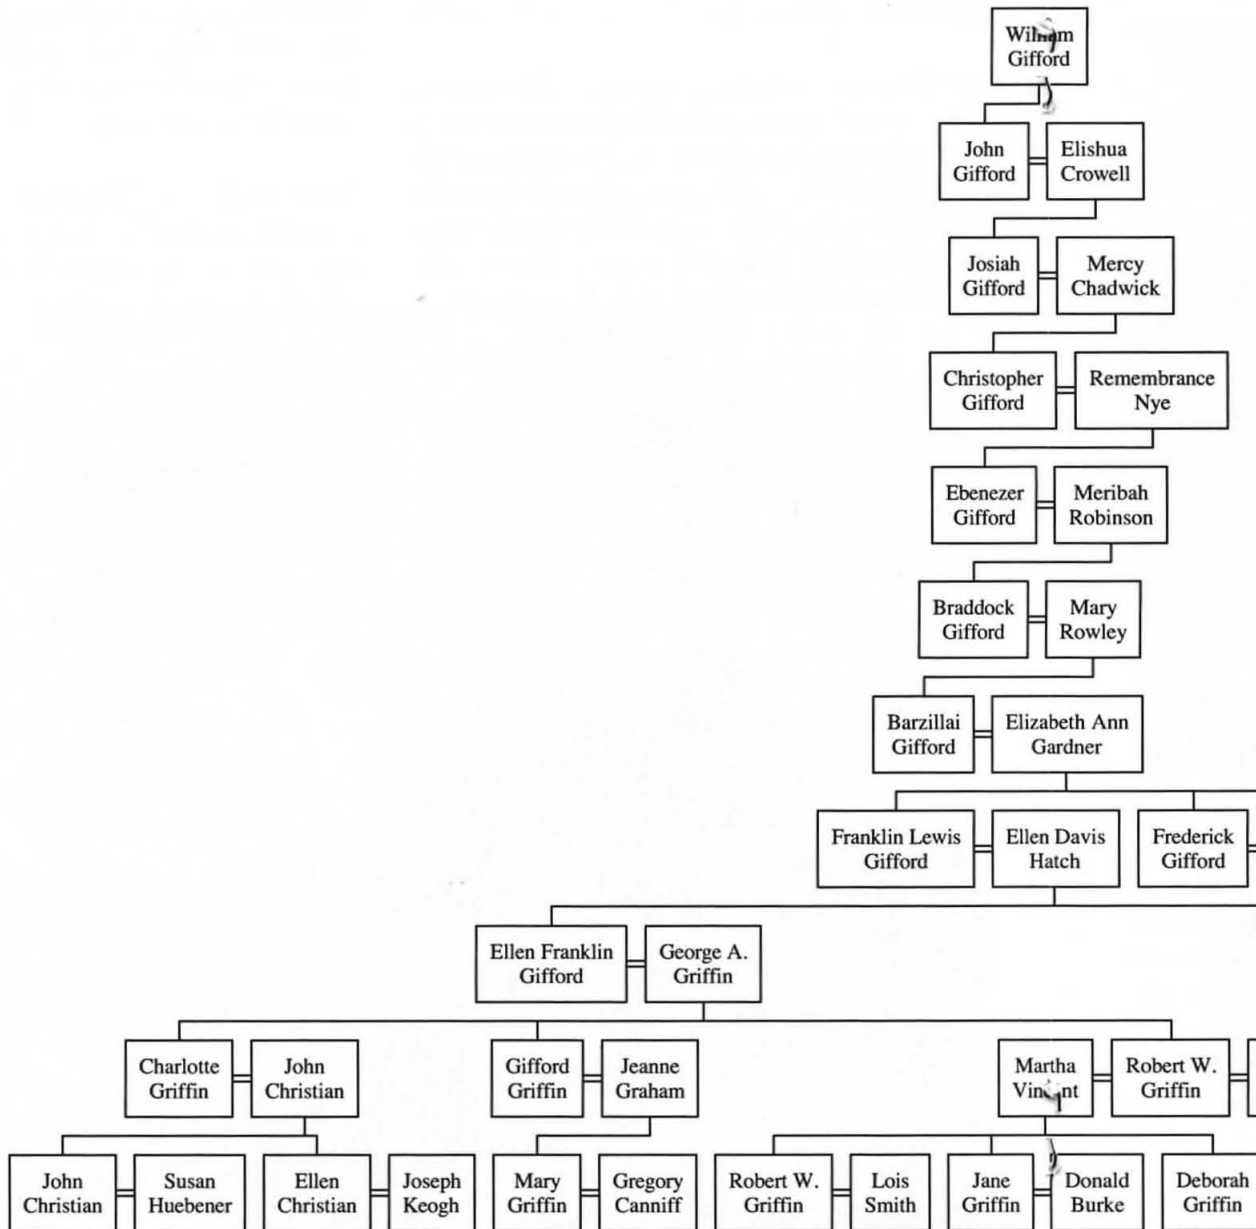 William
Gifford
John
Gifford
Elishua
Crowell
Josiah
Gifford
Mercy
Chadwick
Christopher
Gifford
Remembrance
Nye
Ebenezer
Gifford
Meribah
Robinson
Braddock
Gifford
Mary
Rowley
Barzillai
Gifford
Elizabeth Ann
Gardner
Franklin Lewis
Gifford
Ellen Davis
Hatch
Frederick
Gifford
Ellen Franklin
Gifford
George A.
Griffin
Charlotte
Griffin
John
Christian
Gifford
Griffin
Jeanne
Graham
Martha
Vincent
Robert W.
Griffin
John
Christian
Susan
Huebener
Ellen
Christian
Joseph
Keogh
Mary
Griffin
Gregory
Canniff
Robert W.
Griffin
Lois
Smith
Jane
Griffin
Donald
Burke
Deborah
Griffin